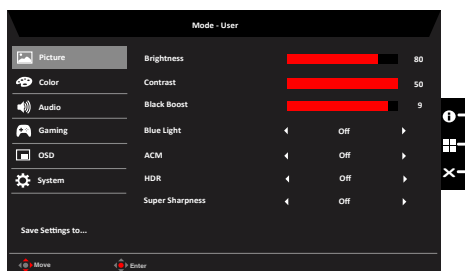 Mode - User
Picture
Brightness 80
Color
Contrast 50
Audio
Black Boost 9
Gaming
Blue Light Off
OSD
ACM Off
System
HDR Off
Super Sharpness Off
Save Settings to...
Move Enter